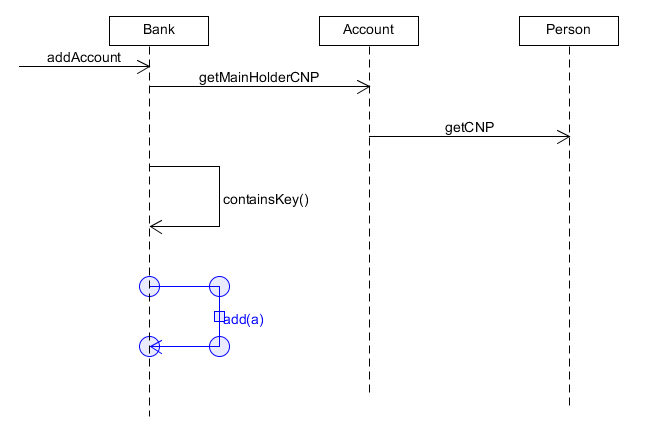 Bank
Account
Person
addAccount
getMainHolderCNP
getCNP
containsKey()
add(a)